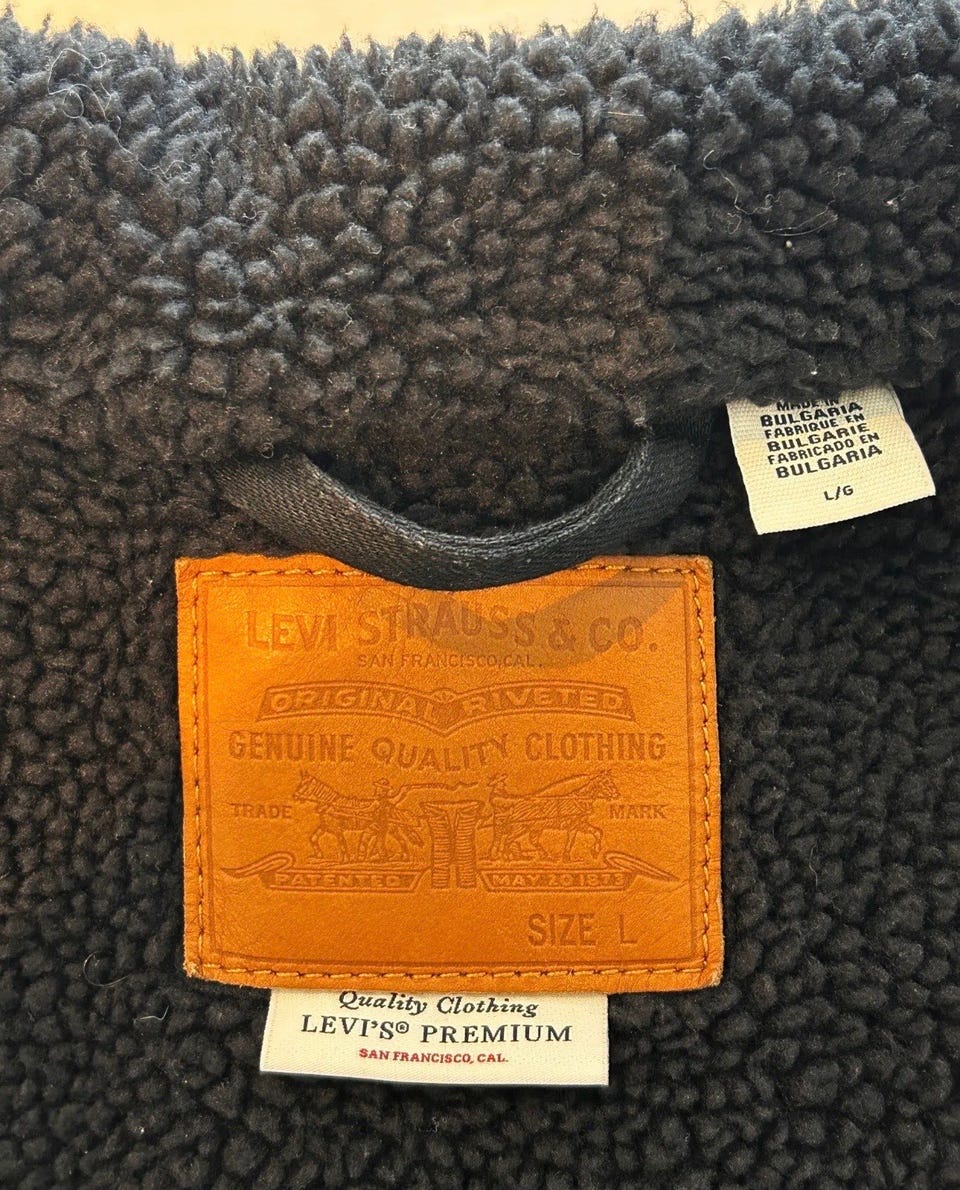 MADE IN
BULGARIA
FABRIQUE EN
BULGARIE
FABRICADO EN
BULGARIA
L/G
LEVI STRAUSS & CO.
SAN FRANCISCO, CAL.
ORIGINAL RIVETED
GENUINE QUALITY CLOTHING
TRADE MARK
PATENTED MAY 20 1873
SIZE L
Quality Clothing
LEVI'S® PREMIUM
SAN FRANCISCO, CAL.